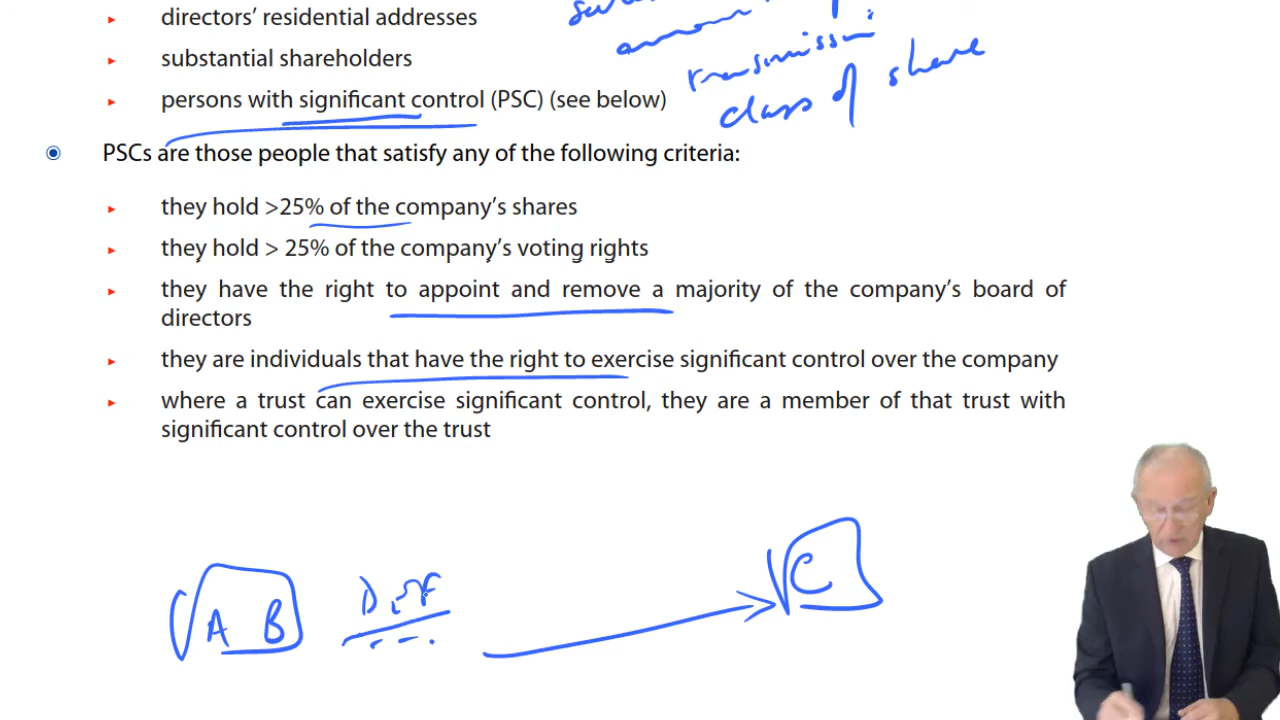 directors' residential addresses
substantial shareholders
persons with significant control (PSC) (see below)
transmission
class of share
PSCs are those people that satisfy any of the following criteria:
they hold >25% of the company's shares
they hold > 25% of the company's voting rights
they have the right to appoint and remove a majority of the company's board of
directors
they are individuals that have the right to exercise significant control over the company
where a trust can exercise significant control, they are a member of that trust with
significant control over the trust
A B
C